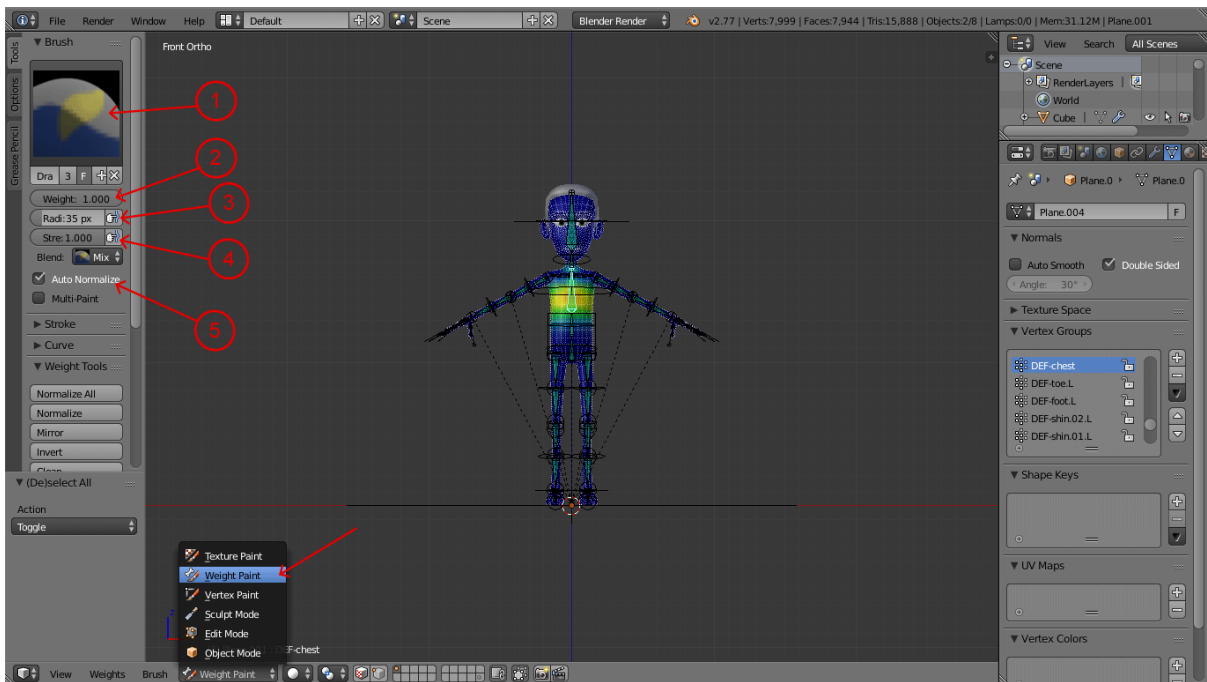 File Render Window Help Default Scene Blender Render v2.77 | Verts:7,999 | Faces:7,944 | Tris:15,888 | Objects:2/8 | Lamps:0/0 | Mem:31.12M | Plane.001
Tools
Options
Grease Pencil
Brush
1
Dra 3 F
2
Weight: 1.000
3
Radi:35 px
4
Stre:1.000
Blend: Mix
Auto Normalize
5
Multi-Paint
Stroke
Curve
Weight Tools
Normalize All
Normalize
Mirror
Invert
Clean
(De)select All
Action
Toggle
Front Ortho
Texture Paint
Weight Paint
Vertex Paint
Sculpt Mode
Edit Mode
Object Mode
z
: DEF-chest
View Weights Brush Weight Paint
View Search All Scenes
Scene
RenderLayers |
World
Cube |
Plane.0 Plane.0
Plane.004 F
Normals
Auto Smooth Double Sided
Angle: 30°
Texture Space
Vertex Groups
DEF-chest
DEF-toe.L
DEF-foot.L
DEF-shin.02.L
DEF-shin.01.L
Shape Keys
UV Maps
Vertex Colors